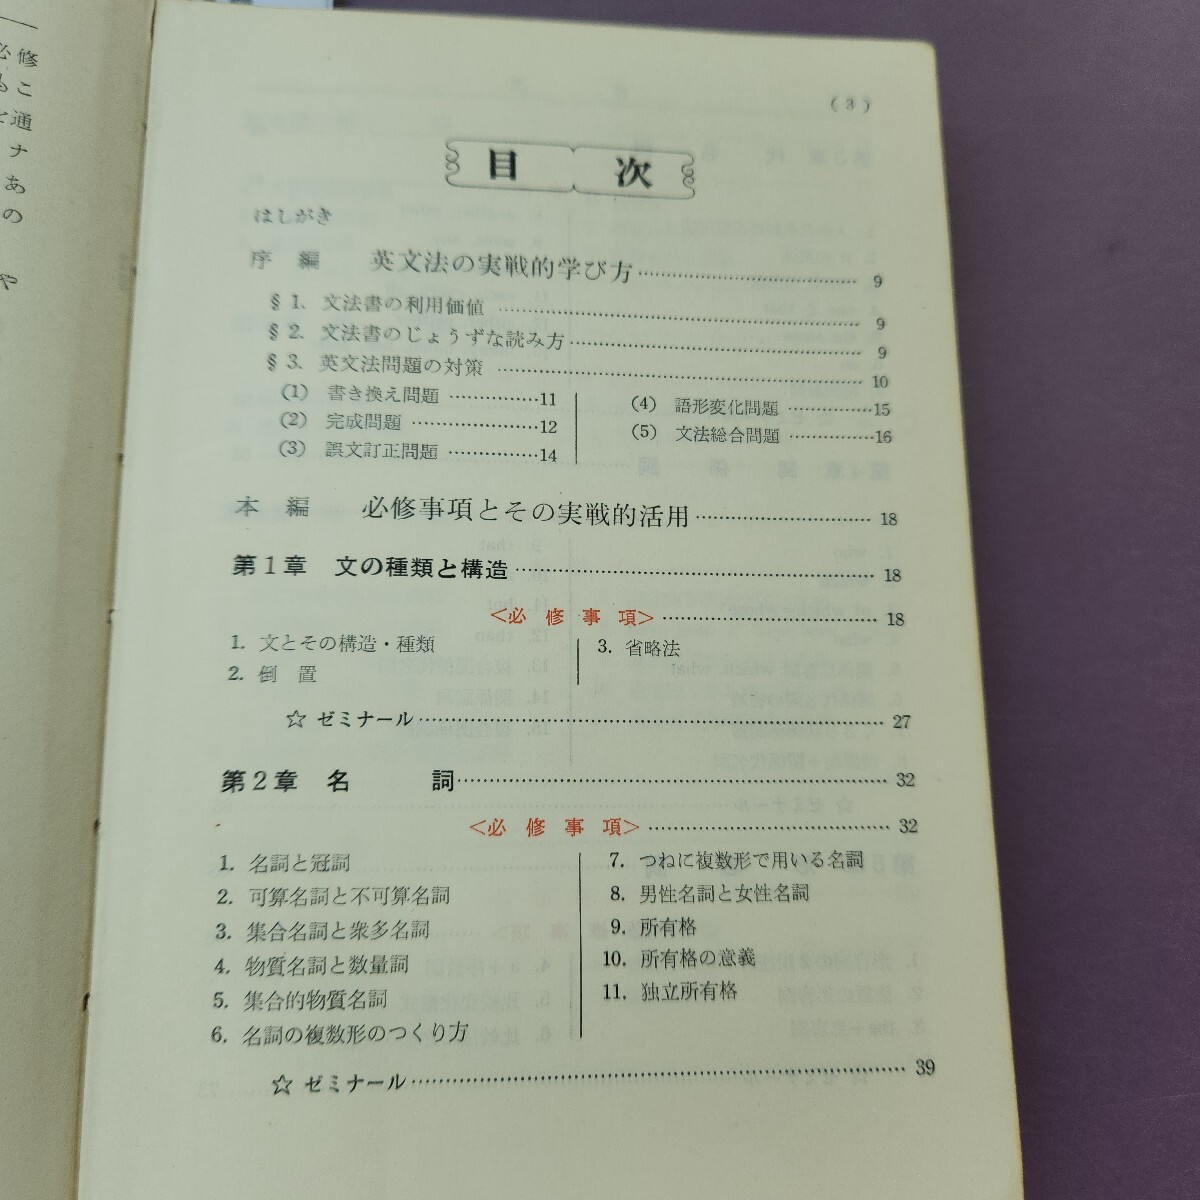 (3)
目次
はしがき
序編 英文法の実戦的学び方……9
§1. 文法書の利用価値……9
§2. 文法書のじょうずな読み方……9
§3. 英文法問題の対策……10
(1) 書き換え問題……11
(2) 完成問題……12
(3) 誤文訂正問題……14
(4) 語形変化問題……15
(5) 文法総合問題……16
本編 必修事項とその実戦的活用……18
第1章 文の種類と構造……18
<必修事項>……18
1. 文とその構造・種類
2. 倒置
3. 省略法
☆ ゼミナール……27
第2章 名詞……32
<必修事項>……32
1. 名詞と冠詞
2. 可算名詞と不可算名詞
3. 集合名詞と衆多名詞
4. 物質名詞と数量詞
5. 集合的物質名詞
6. 名詞の複数形のつくり方
7. つねに複数形で用いる名詞
8. 男性名詞と女性名詞
9. 所有格
10. 所有格の意義
11. 独立所有格
☆ ゼミナール……39